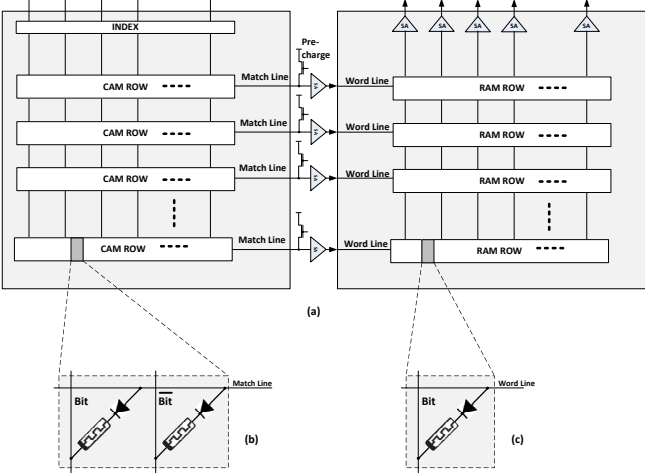 INDEX
Pre-
charge
SA
SA
SA
SA
SA
CAM ROW
Match Line
SA
Word Line
RAM ROW
CAM ROW
Match Line
SA
Word Line
RAM ROW
CAM ROW
Match Line
SA
Word Line
RAM ROW
CAM ROW
Match Line
SA
Word Line
RAM ROW
(a)
Bit
Bit
Match Line
(b)
Bit
Word Line
(c)